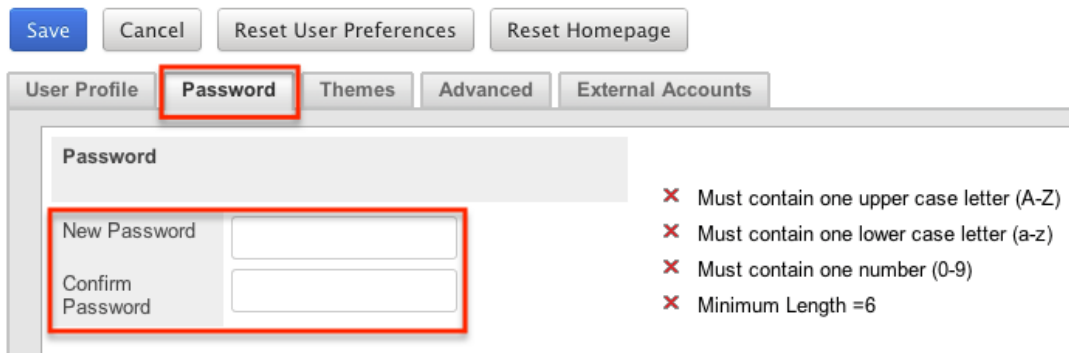 Save Cancel Reset User Preferences Reset Homepage
User Profile Password Themes Advanced External Accounts
Password
New Password
Confirm
Password
Must contain one upper case letter (A-Z)
Must contain one lower case letter (a-z)
Must contain one number (0-9)
Minimum Length =6